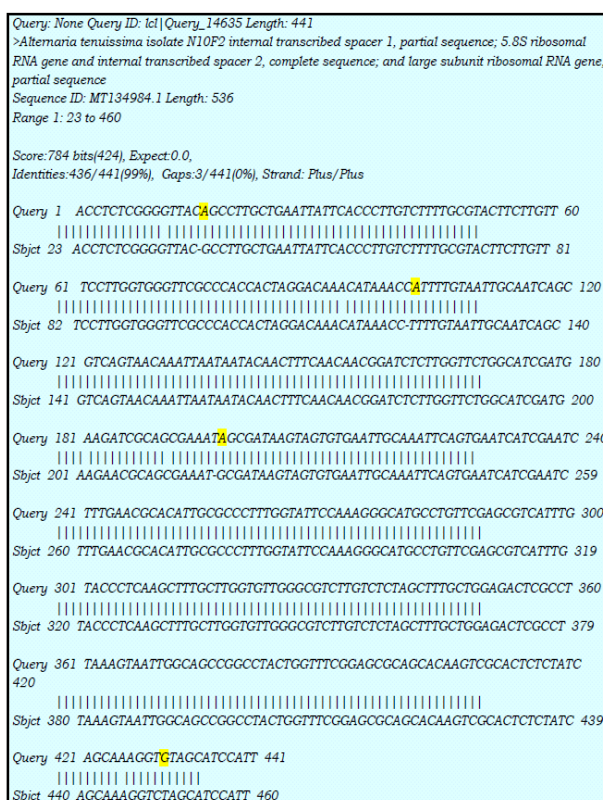 Query: None Query ID: lcl|Query_14635 Length: 441
>Alternaria tenuissima isolate N10F2 internal transcribed spacer 1, partial sequence; 5.8S ribosomal
RNA gene and internal transcribed spacer 2, complete sequence; and large subunit ribosomal RNA gene,
partial sequence
Sequence ID: MT134984.1 Length: 536
Range 1: 23 to 460
Score:784 bits(424), Expect:0.0,
Identities:436/441(99%), Gaps:3/441(0%), Strand: Plus/Plus
Query 1 ACCTCTCGGGGTTACAGCCTTGCTGAATTATTCACCCTTGTCTTTTGCGTACTTCTTGTT 60
Sbjct 23 ACCTCTCGGGGTTAC-GCCTTGCTGAATTATTCACCCTTGTCTTTTGCGTACTTCTTGTT 81
Query 61 TCCTTGGTGGGTTCGCCCACCACTAGGACAAACATAAACCATTTTGTAATTGCAATCAGC 120
Sbjct 82 TCCTTGGTGGGTTCGCCCACCACTAGGACAAACATAAACC-TTTTGTAATTGCAATCAGC 140
Query 121 GTCAGTAACAAATTAATAATACAACTTTCAACAACGGATCTCTTGGTTCTGGCATCGATG 180
Sbjct 141 GTCAGTAACAAATTAATAATACAACTTTCAACAACGGATCTCTTGGTTCTGGCATCGATG 200
Query 181 AAGATCGCAGCGAAATAGCGATAAGTAGTGTGAATTGCAAATTCAGTGAATCATCGAATC 240
Sbjct 201 AAGAACGCAGCGAAAT-GCGATAAGTAGTGTGAATTGCAAATTCAGTGAATCATCGAATC 259
Query 241 TTTGAACGCACATTGCGCCCTTTGGTATTCCAAAGGGCATGCCTGTTCGAGCGTCATTTG 300
Sbjct 260 TTTGAACGCACATTGCGCCCTTTGGTATTCCAAAGGGCATGCCTGTTCGAGCGTCATTTG 319
Query 301 TACCCTCAAGCTTTGCTTGGTGTTGGGCGTCTTGTCTCTAGCTTTGCTGGAGACTCGCCT 360
Sbjct 320 TACCCTCAAGCTTTGCTTGGTGTTGGGCGTCTTGTCTCTAGCTTTGCTGGAGACTCGCCT 379
Query 361 TAAAGTAATTGGCAGCCGGCCTACTGGTTTCGGAGCGCAGCACAAGTCGCACTCTCTATC
420
Sbjct 380 TAAAGTAATTGGCAGCCGGCCTACTGGTTTCGGAGCGCAGCACAAGTCGCACTCTCTATC 439
Query 421 AGCAAAGGTGTAGCATCCATT 441
Sbjct 440 AGCAAAGGTCTAGCATCCATT 460